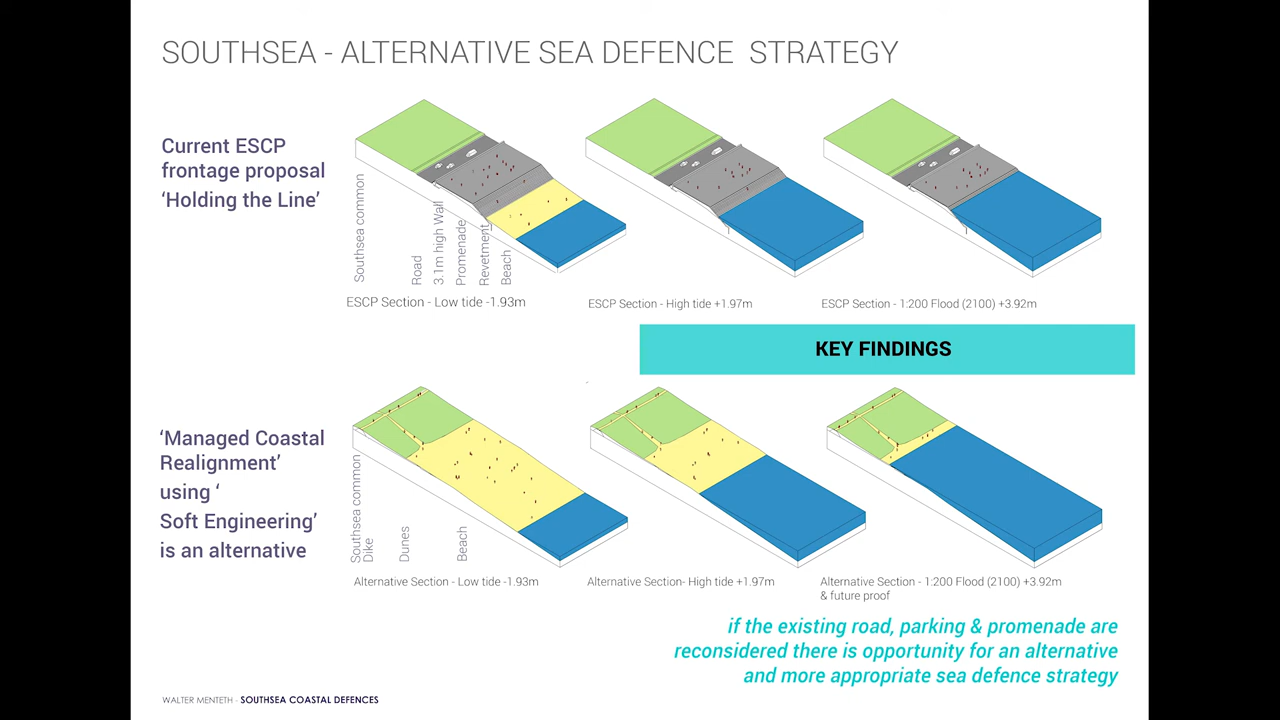 SOUTHSEA - ALTERNATIVE SEA DEFENCE STRATEGY
Current ESCP
frontage proposal
‘Holding the Line’
Southsea common
Road
3.1m high Wall
Promenade
Revetment
Beach
ESCP Section - Low tide -1.93m
ESCP Section - High tide +1.97m
ESCP Section - 1:200 Flood (2100) +3.92m
KEY FINDINGS
‘Managed Coastal
Realignment’
using ‘
Soft Engineering’
is an alternative
Southsea common
Dike
Dunes
Beach
Alternative Section - Low tide -1.93m
Alternative Section- High tide +1.97m
Alternative Section - 1:200 Flood (2100) +3.92m
& future proof
if the existing road, parking & promenade are
reconsidered there is opportunity for an alternative
and more appropriate sea defence strategy
WALTER MENTETH - SOUTHSEA COASTAL DEFENCES